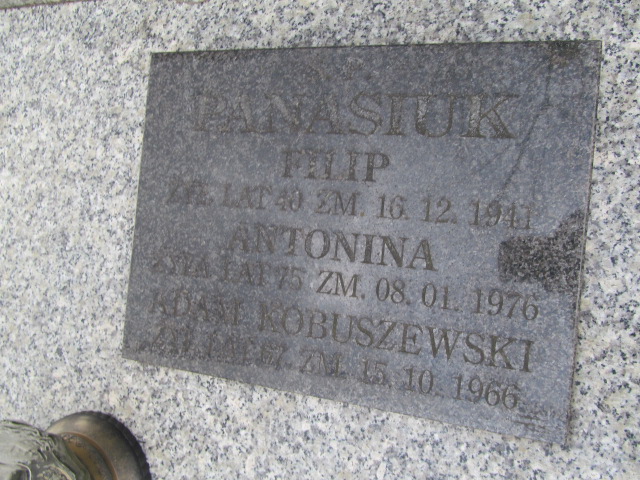 PANASIUK
FILIP
ŻYŁ LAT 40 ZM. 16. 12. 1941
ANTONINA
ŻYŁA LAT 75 ZM. 08. 01. 1976
ADAM KOBUSZEWSKI
ŻYŁ LAT 67. ZM. 15. 10. 1966